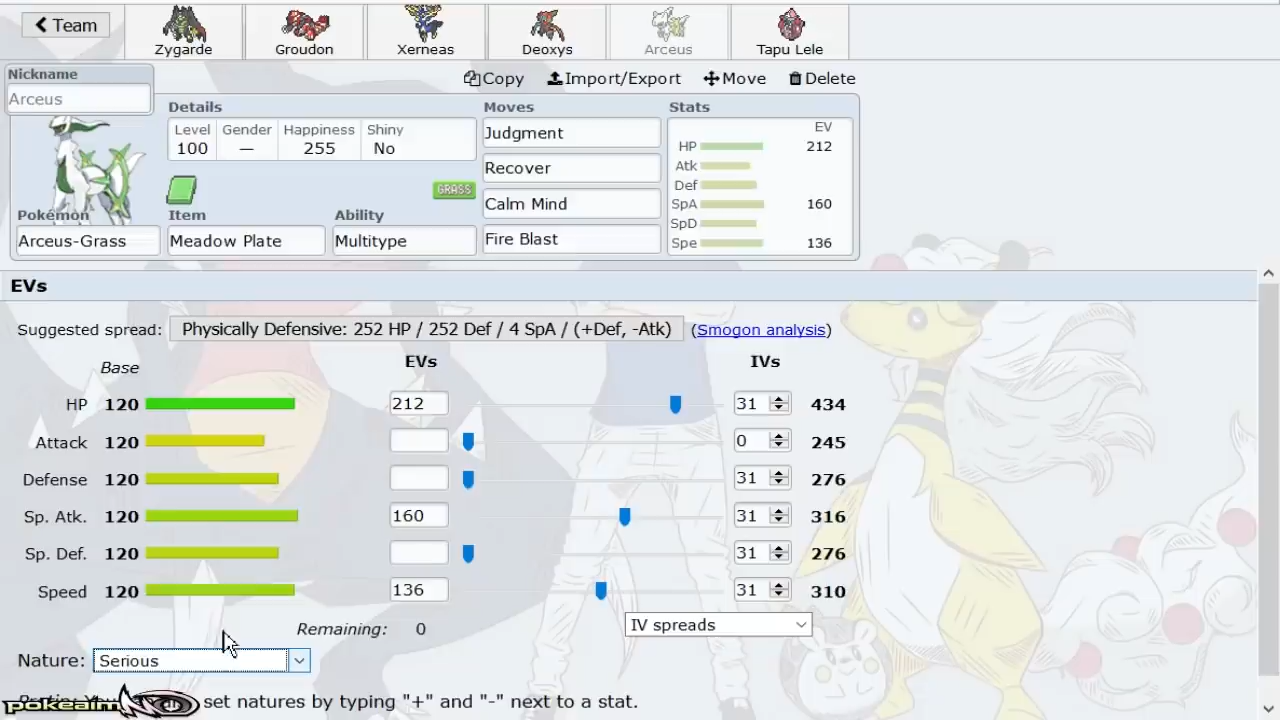 Team
Zygarde
Groudon
Xerneas
Deoxys
Arceus
Tapu Lele
Nickname
Arceus
Copy
Import/Export
Move
Delete
Details
Moves
Stats
Level Gender Happiness Shiny
100 — 255 No
GRASS
Pokémon
Arceus-Grass
Item
Meadow Plate
Ability
Multitype
Judgment
Recover
Calm Mind
Fire Blast
EV
HP 212
Atk
Def
SpA 160
SpD
Spe 136
EVs
Suggested spread: Physically Defensive: 252 HP / 252 Def / 4 SpA / (+Def, -Atk) (Smogon analysis)
Base EVs IVs
HP 120 212 31 434
Attack 120 0 245
Defense 120 31 276
Sp. Atk. 120 160 31 316
Sp. Def. 120 31 276
Speed 120 136 31 310
Remaining: 0
IV spreads
Nature: Serious
set natures by typing "+" and "-" next to a stat.
pokeaim